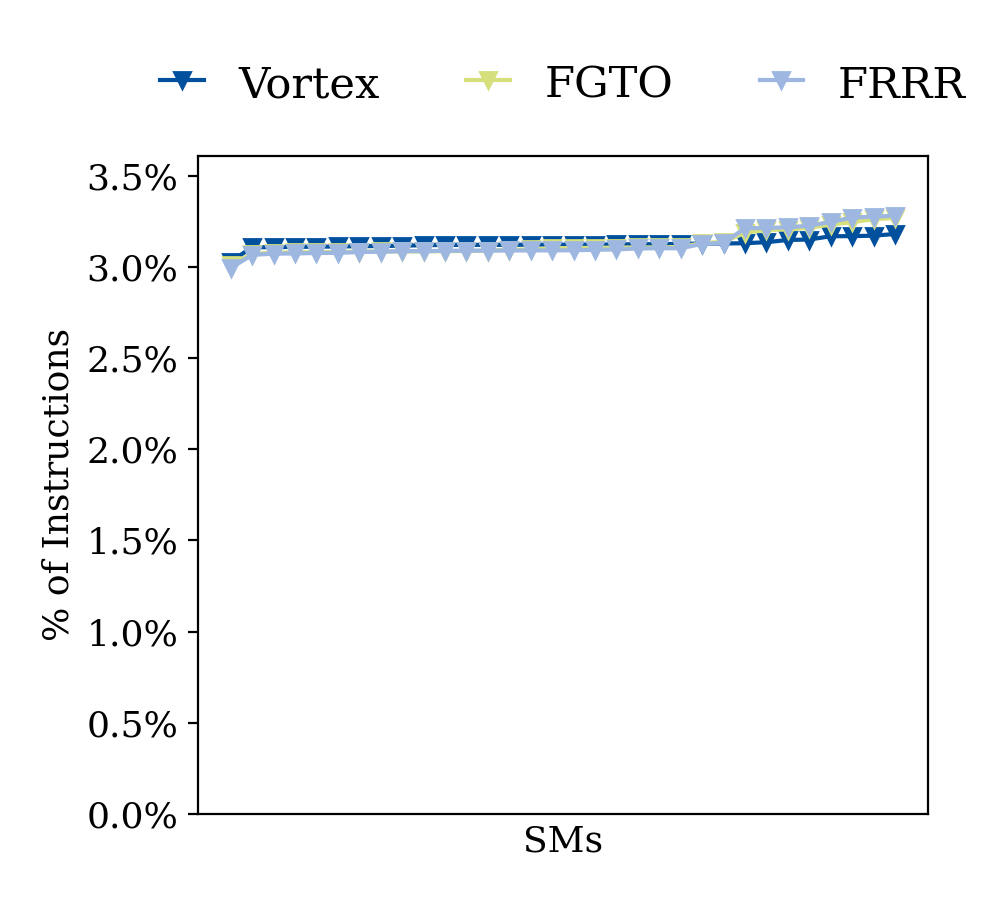 Vortex FGTO FRRR
3.5%
3.0%
2.5%
2.0%
1.5%
1.0%
0.5%
0.0%
% of Instructions
SMs